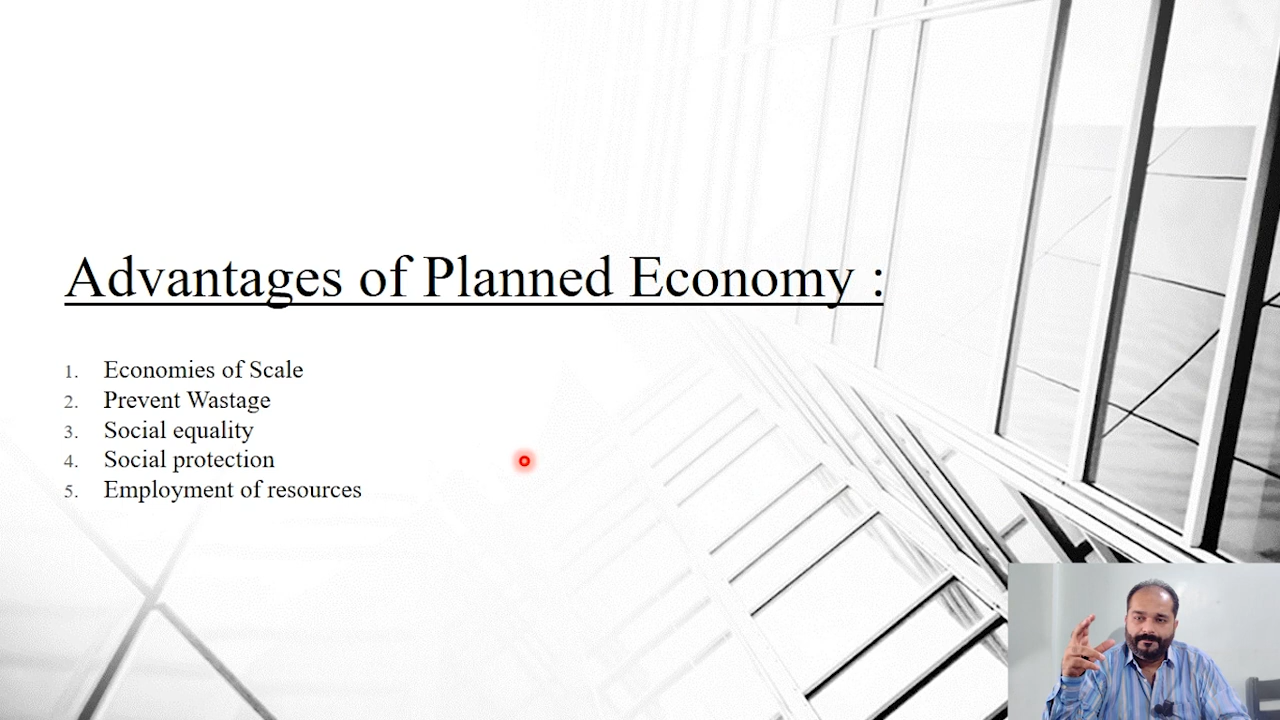 Advantages of Planned Economy :
1. Economies of Scale
2. Prevent Wastage
3. Social equality
4. Social protection
5. Employment of resources